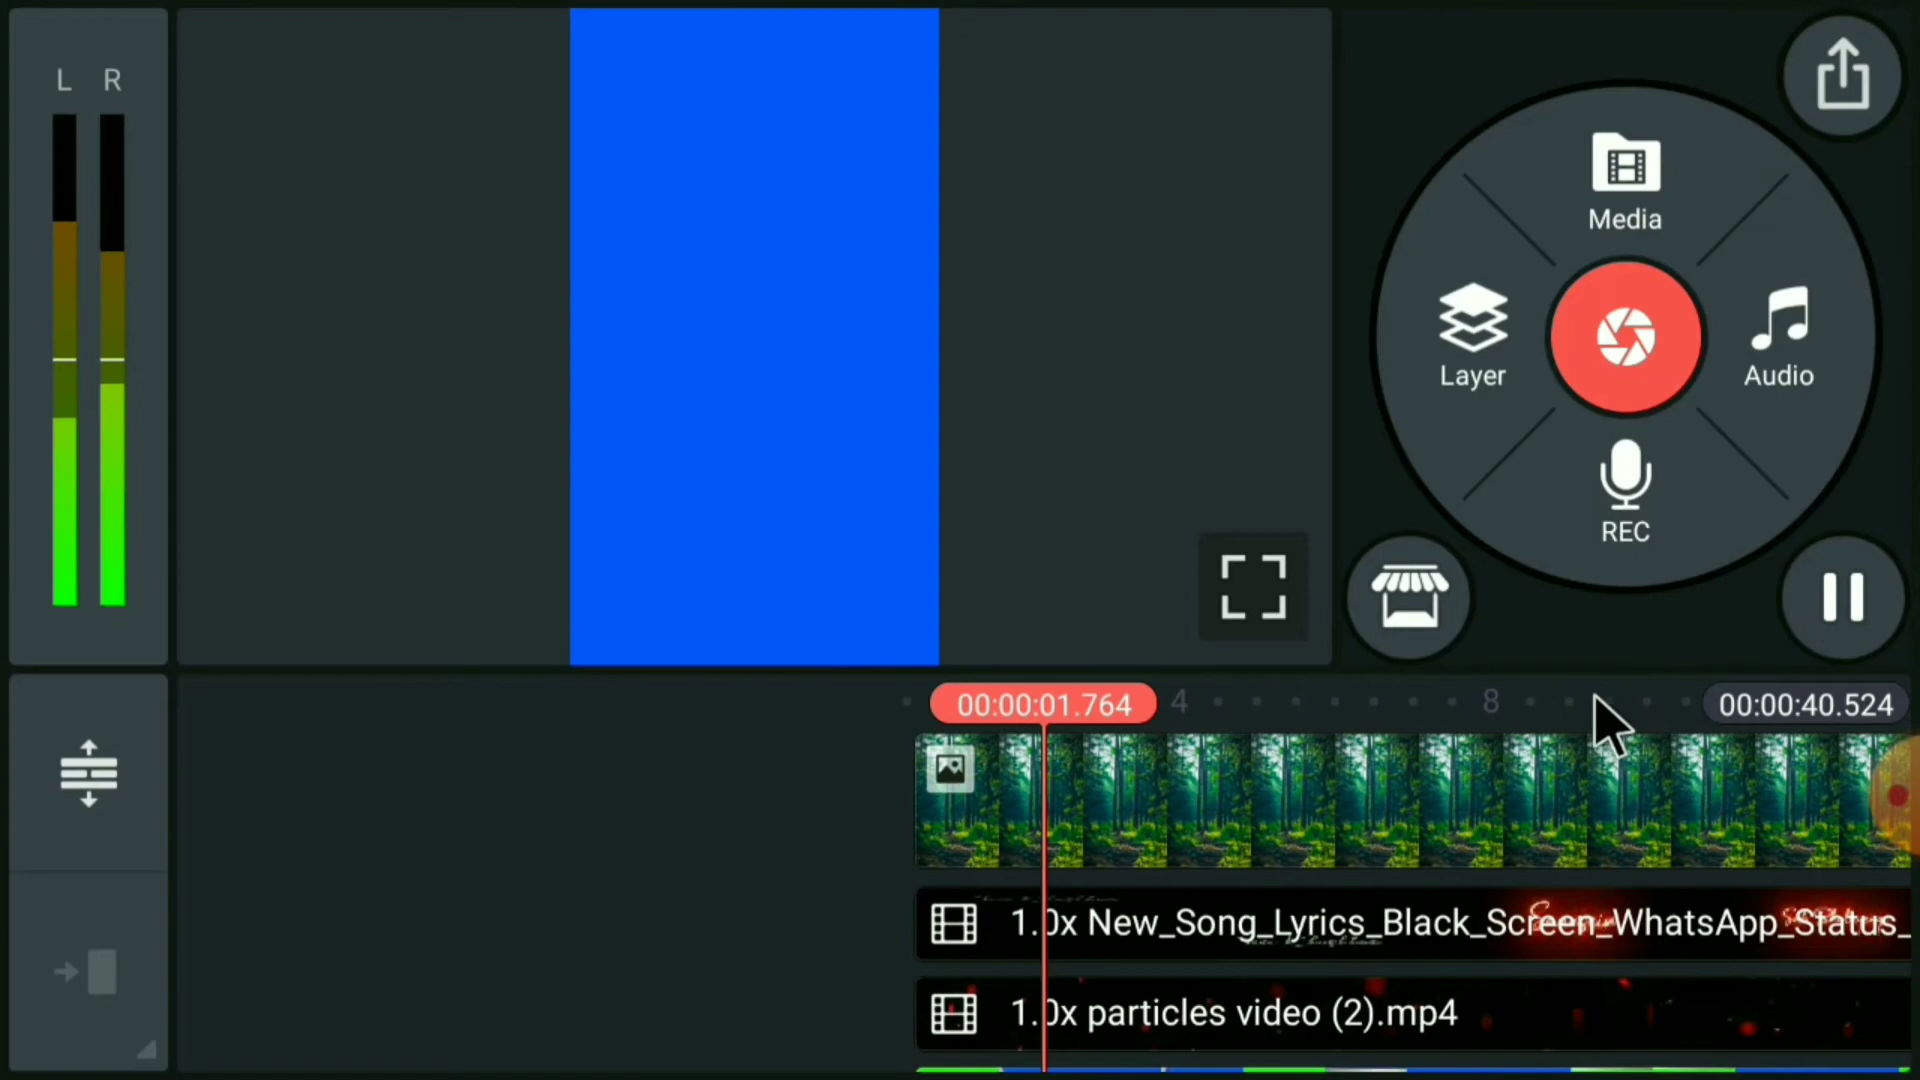 L R
Media
Layer
Audio
REC
00:00:01.764
4
8
00:00:40.524
1.0x New_Song_Lyrics_Black_Screen_WhatsApp_Status_
1.0x particles video (2).mp4